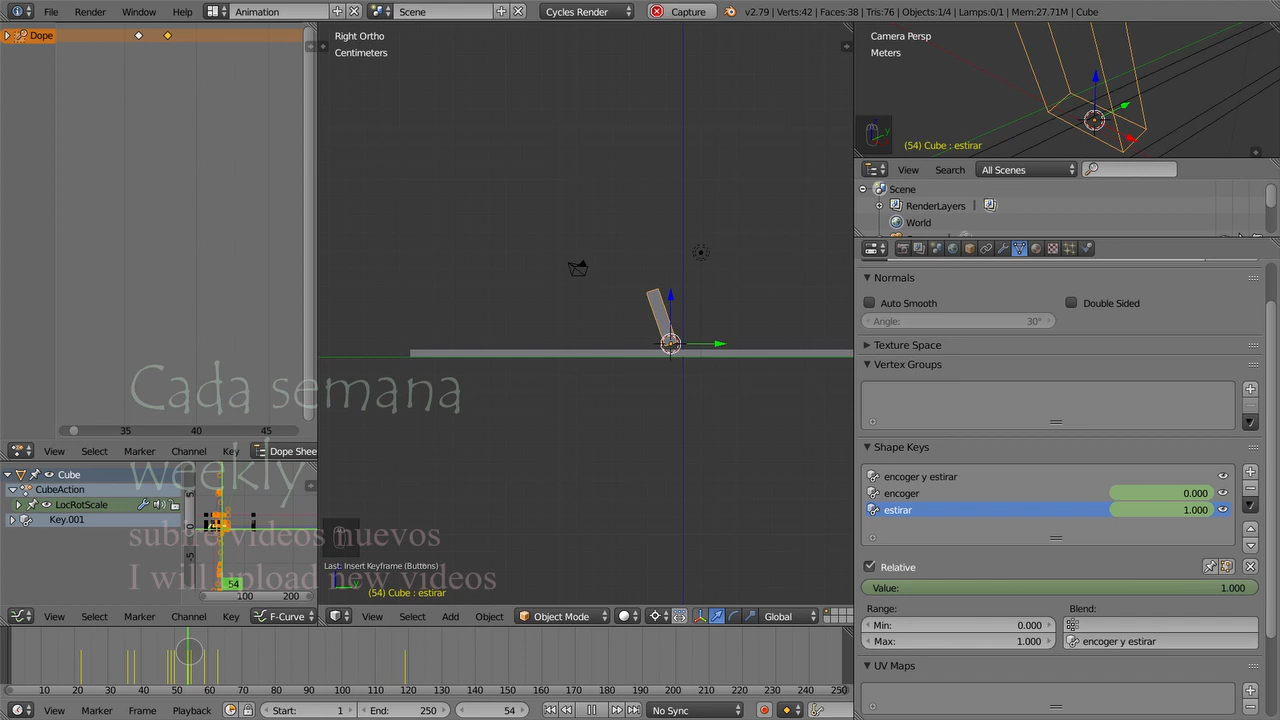 File Render Window Help Animation Scene Cycles Render Capture v2.79 | Verts:42 | Faces:38 | Tris:76 | Objects:1/4 | Lamps:0/1 | Mem:27.71M | Cube
Dope
35 40 45
View Select Marker Channel Key Dope Shee
Right Ortho
Centimeters
Camera Persp
Meters
(54) Cube : estirar
View Search All Scenes
Scene
RenderLayers
World
Normals
Auto Smooth Double Sided
Angle: 30°
Texture Space
Vertex Groups
Shape Keys
encoger y estirar
encoger 0.000
estirar 1.000
Relative
Value: 1.000
Range: Blend:
Min: 0.000
Max: 1.000 encoger y estirar
UV Maps
Cada semana
weekly
subire videos nuevos
I will upload new videos
Cube
CubeAction
LocRotScale
Key.001
5
0
-5
54 100 200
Last: Insert Keyframe (Buttons)
(54) Cube : estirar
View Select Marker Channel Key F-Curve
View Select Add Object Object Mode Global
10 20 30 40 50 60 70 80 90 100 110 120 130 140 150 160 170 180 190 200 210 220 230 240 250
View Marker Frame Playback Start: 1 End: 250 54 No Sync